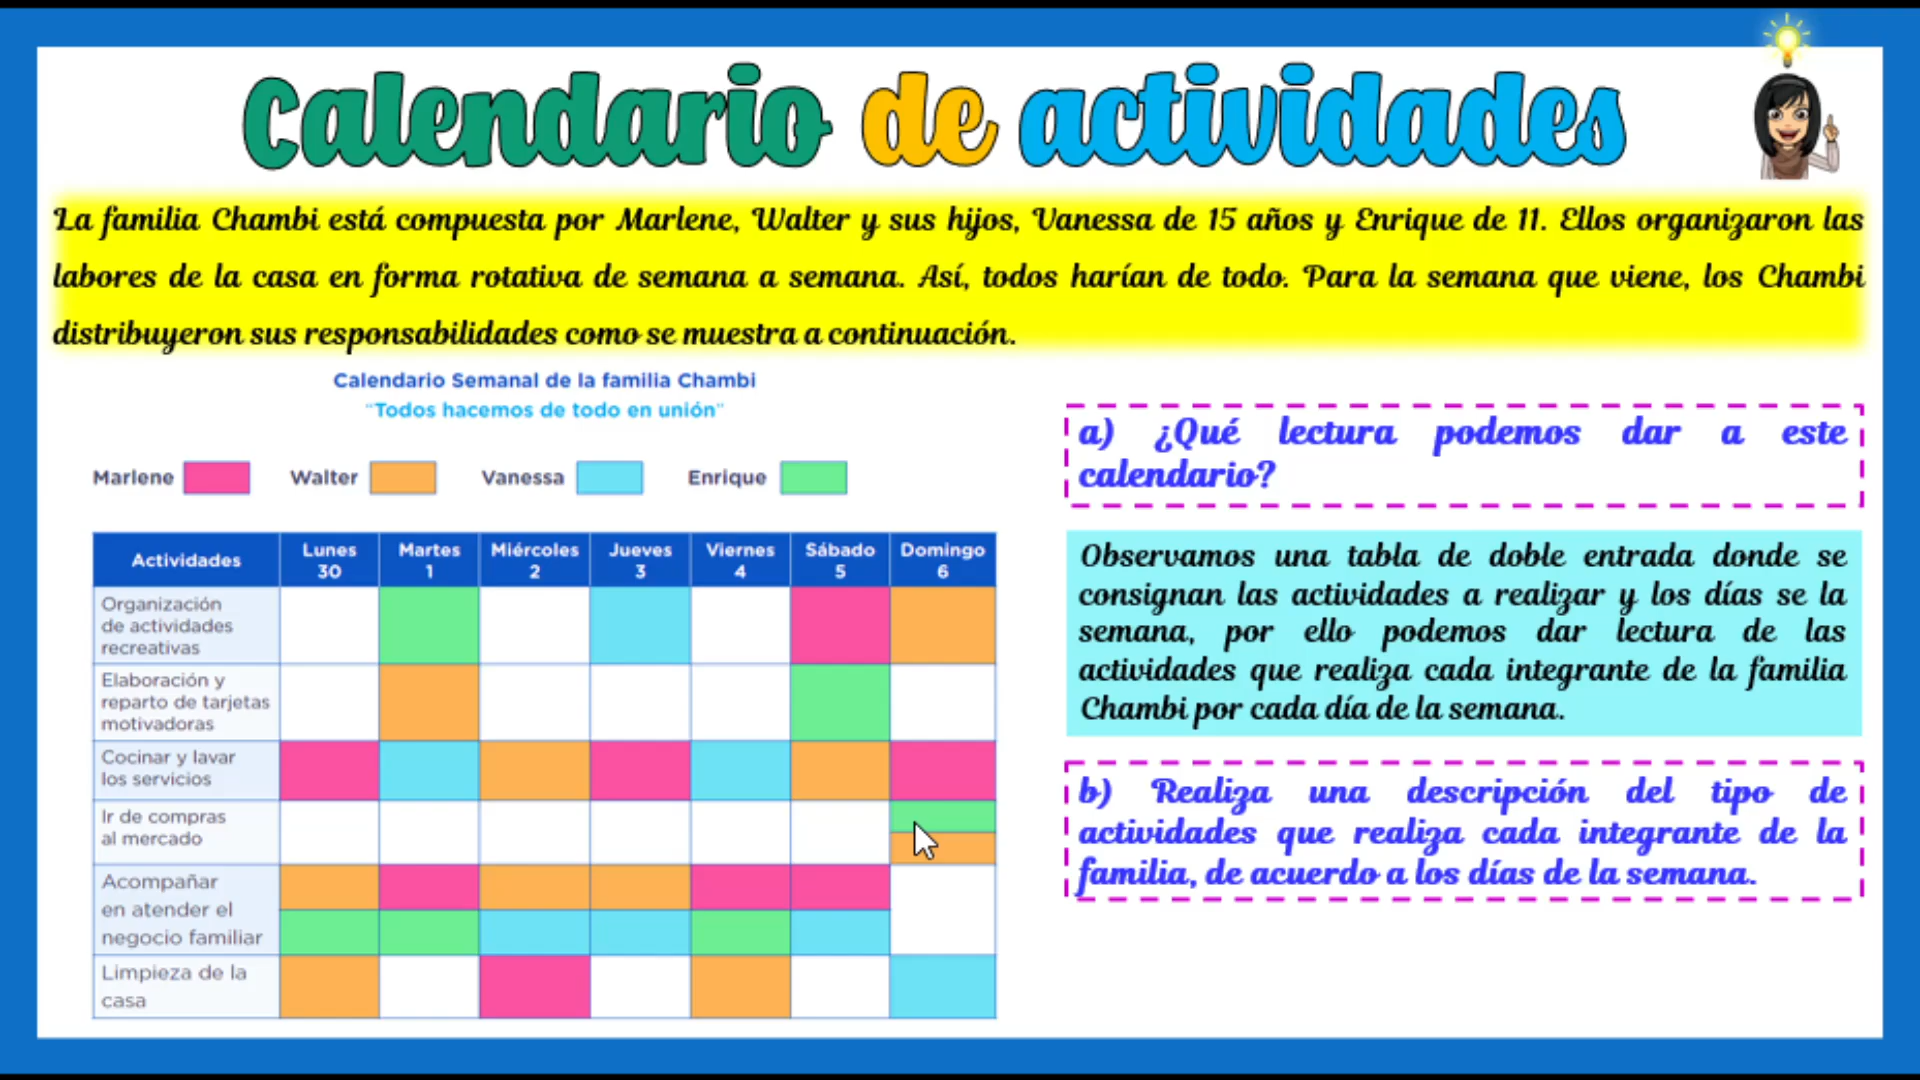 Calendario de actividades
La familia Chambi está compuesta por Marlene, Walter y sus hijos, Vanessa de 15 años y Enrique de 11. Ellos organizaron las
labores de la casa en forma rotativa de semana a semana. Así, todos harían de todo. Para la semana que viene, los Chambi
distribuyeron sus responsabilidades como se muestra a continuación.
Calendario Semanal de la familia Chambi
"Todos hacemos de todo en unión"
Marlene Walter Vanessa Enrique
Actividades
Lunes Martes Miércoles Jueves Viernes Sábado Domingo
30 1 2 3 4 5 6
Organización
de actividades
recreativas
Elaboración y
reparto de tarjetas
motivadoras
Cocinar y lavar
los servicios
Ir de compras
al mercado
Acompañar
en atender el
negocio familiar
Limpieza de la
casa
a) ¿Qué lectura podemos dar a este
calendario?
Observamos una tabla de doble entrada donde se
consignan las actividades a realizar y los días se la
semana, por ello podemos dar lectura de las
actividades que realiza cada integrante de la familia
Chambi por cada día de la semana.
b) Realiza una descripción del tipo de
actividades que realiza cada integrante de la
familia, de acuerdo a los días de la semana.